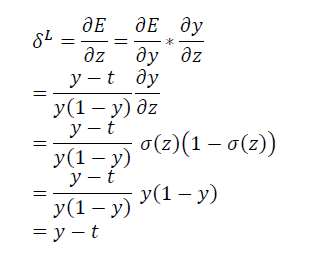 δ^L = ∂E/∂z = ∂E/∂y * ∂y/∂z
= (y − t)/(y(1 − y)) ∂y/∂z
= (y − t)/(y(1 − y)) σ(z)(1 − σ(z))
= (y − t)/(y(1 − y)) y(1 − y)
= y − t